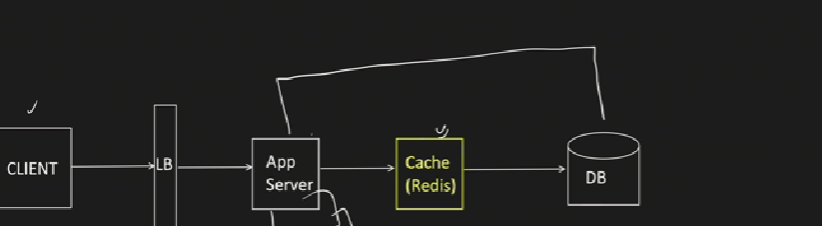 CLIENT
LB
App
Server
Cache
(Redis)
DB